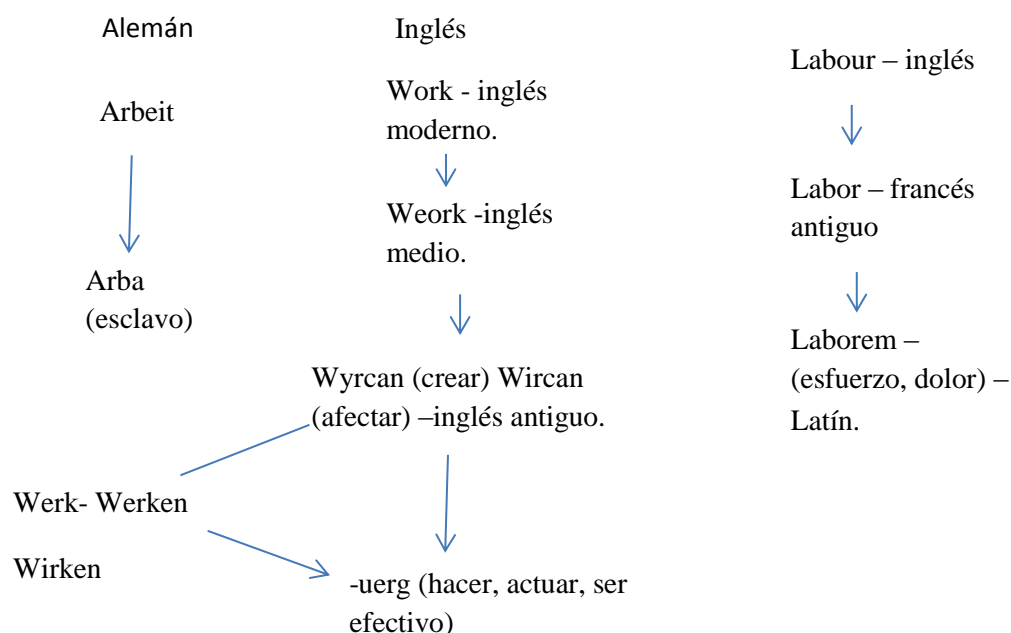 Alemán
Arbeit
Arba
(esclavo)
Inglés
Work - inglés
moderno.
Weork -inglés
medio.
Wyrcan (crear) Wircan
(afectar) –inglés antiguo.
Werk- Werken
Wirken
-uerg (hacer, actuar, ser
efectivo)
Labour – inglés
Labor – francés
antiguo
Laborem –
(esfuerzo, dolor) –
Latín.